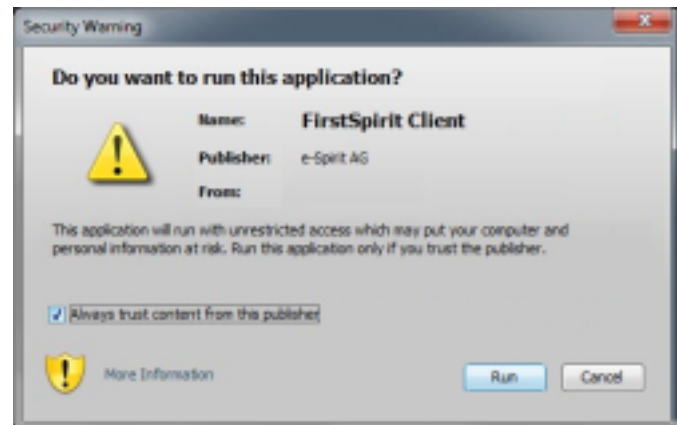 Security Warning
Do you want to run this application?
Name: FirstSpirit Client
Publisher: e-Spirit AG
From:
This application will run with unrestricted access which may put your computer and
personal information at risk. Run this application only if you trust the publisher.
Always trust content from this publisher
More Information
Run Cancel